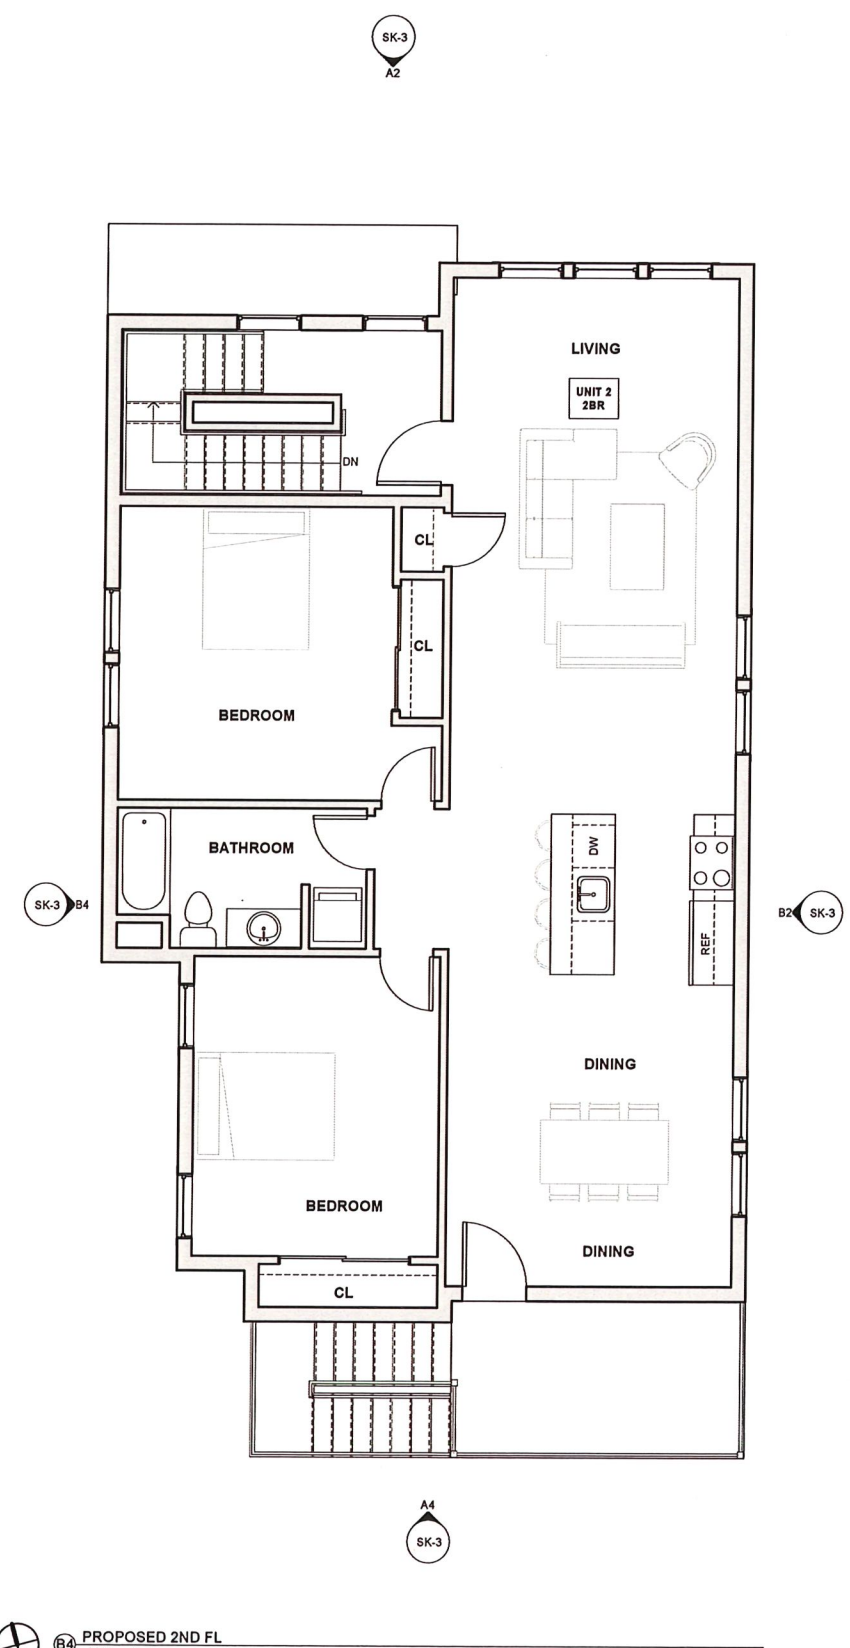 SK-3
A2
LIVING
UNIT 2
2BR
DN
CL
CL
BEDROOM
BATHROOM
DW
SK-3 B4
B2 SK-3
REF
DINING
BEDROOM
DINING
CL
A4
SK-3
B4 PROPOSED 2ND FL